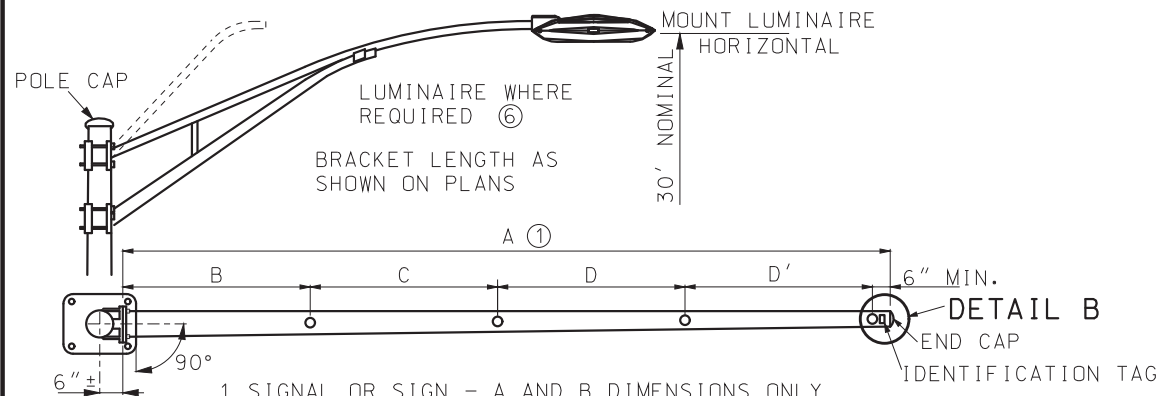 MOUNT LUMINAIRE
HORIZONTAL
POLE CAP
LUMINAIRE WHERE
REQUIRED ⑥
30' NOMINAL
BRACKET LENGTH AS
SHOWN ON PLANS
A ①
B
C
D
D'
6" MIN.
DETAIL B
END CAP
90°
IDENTIFICATION TAG
6" ±
1 SIGNAL OR SIGN - A AND B DIMENSIONS ONLY